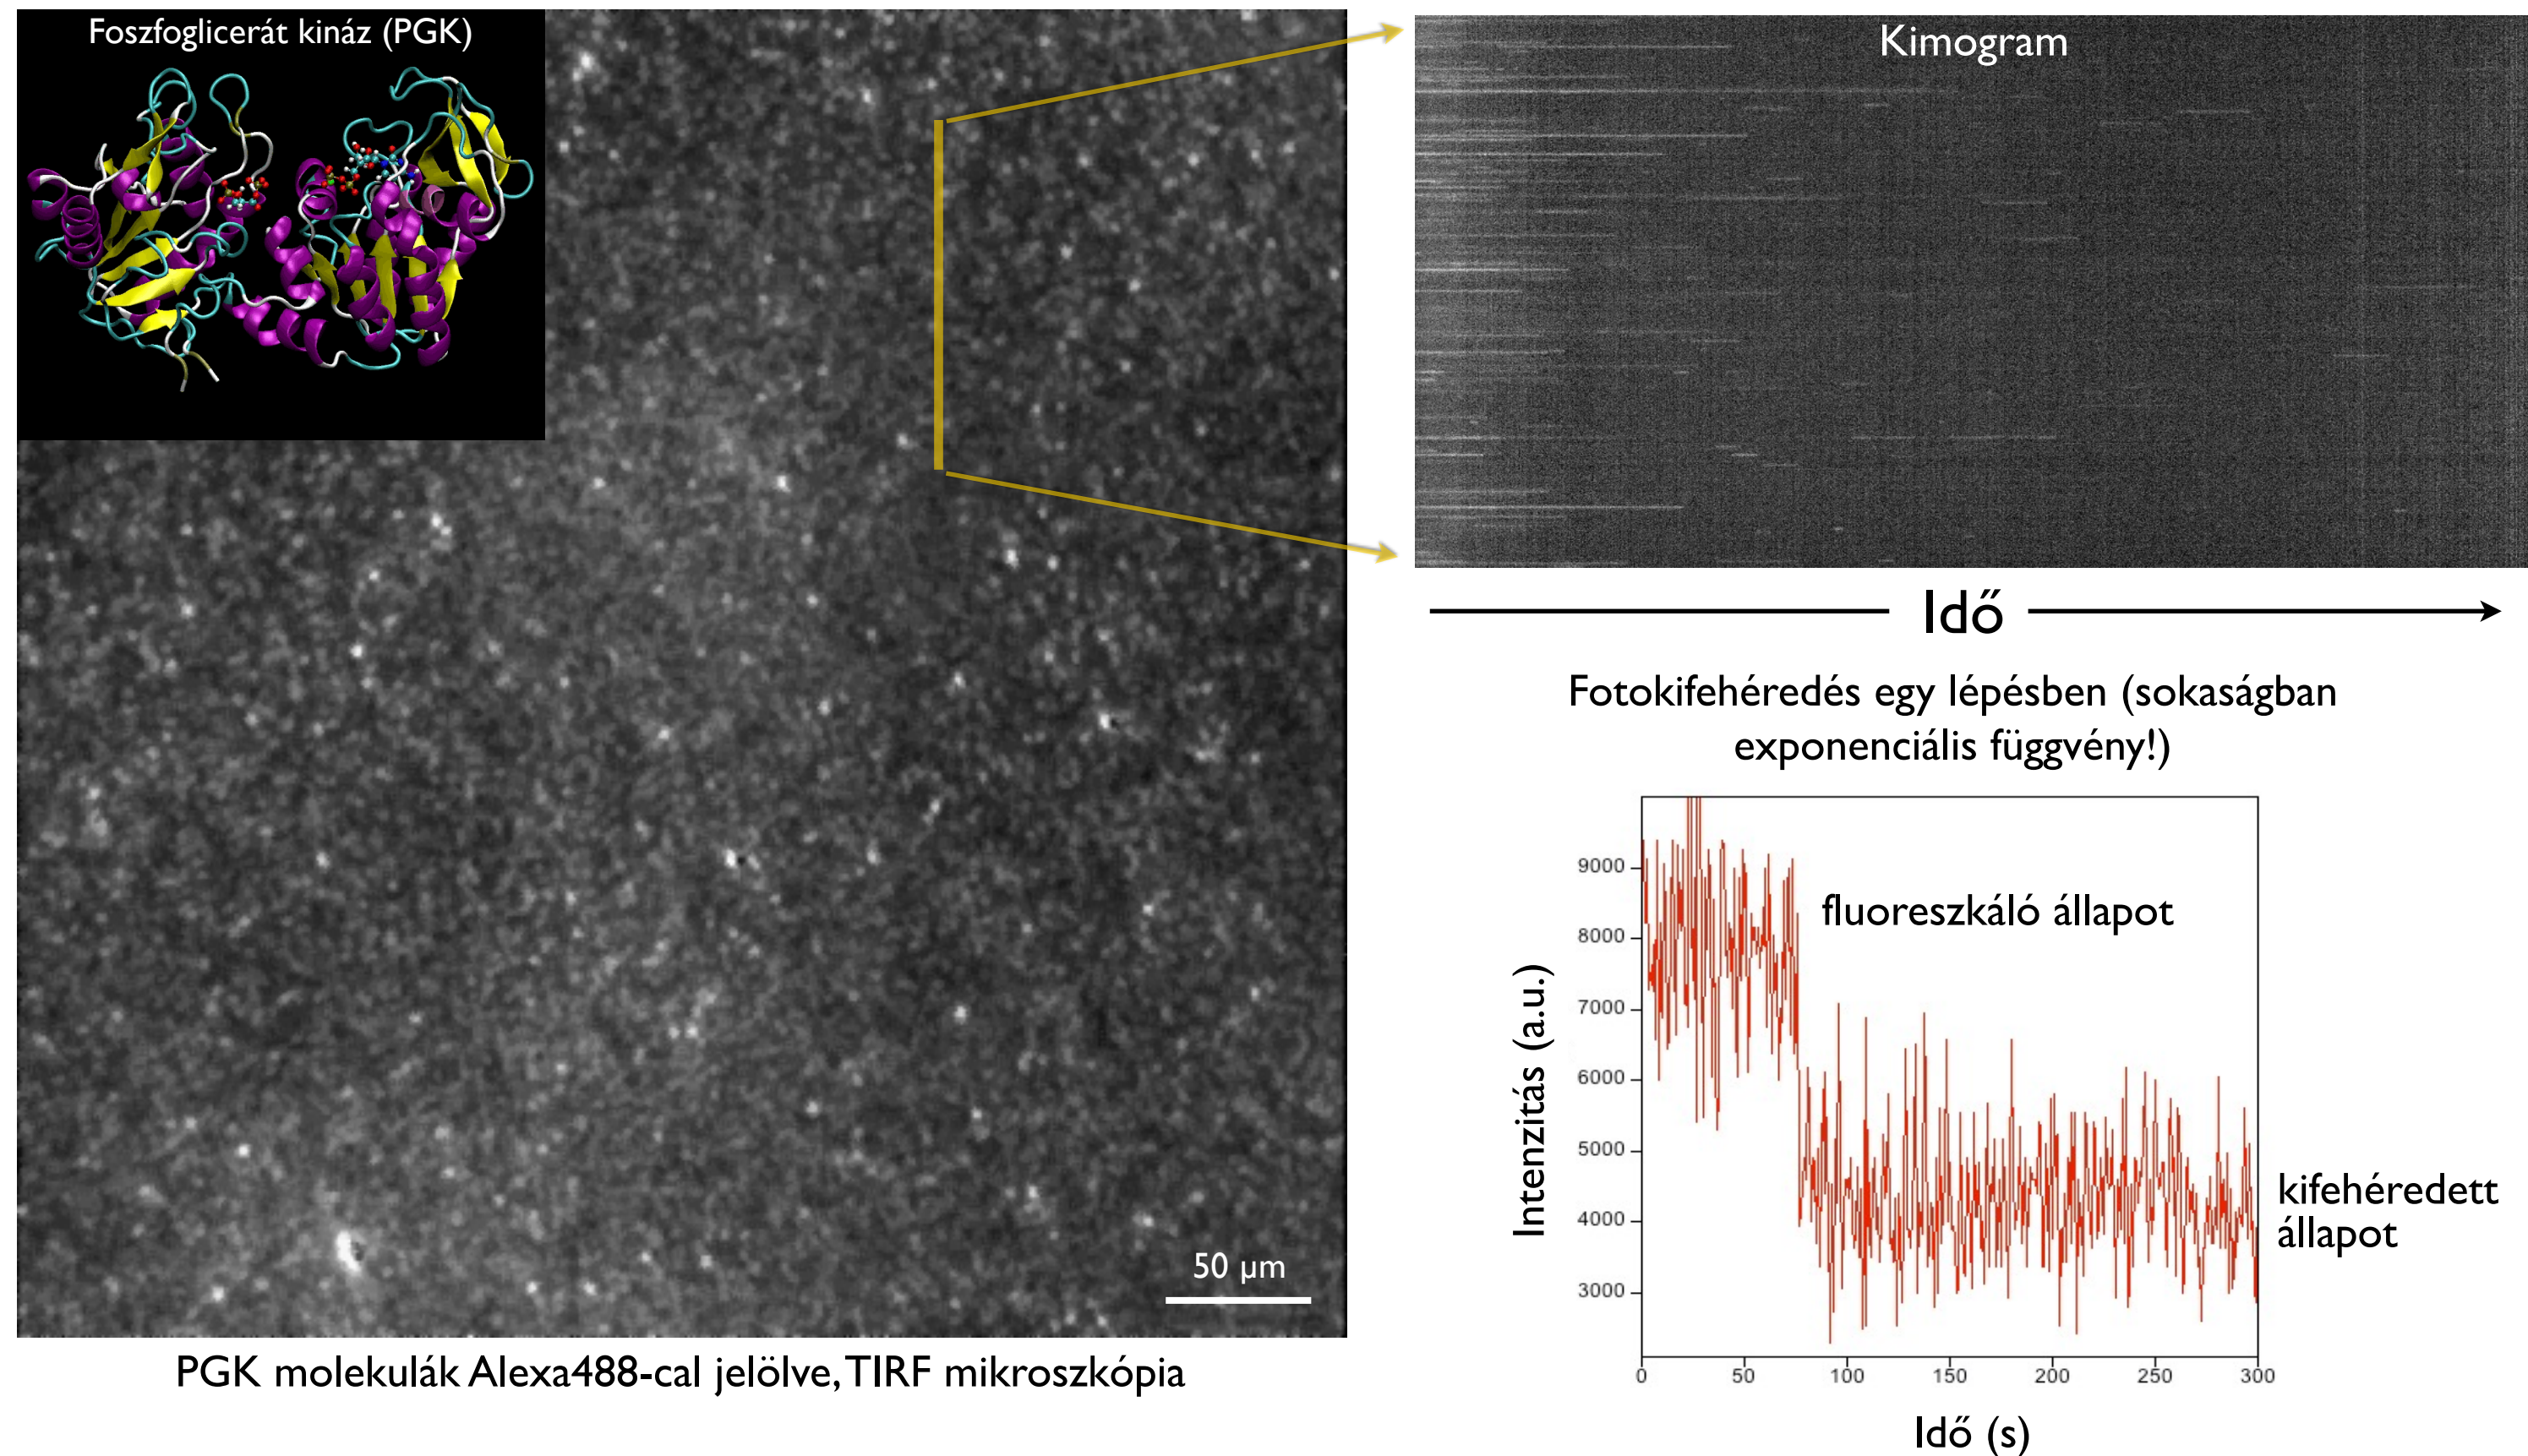 Foszfoglicerát kináz (PGK)
Kimogram
Idő
Fotokifehéredés egy lépésben (sokaságban
exponenciális függvény!)
9000
8000
7000
6000
5000
4000
3000
Intenzitás (a.u.)
fluoreszkáló állapot
kifehéredett
állapot
0 50 100 150 200 250 300
Idő (s)
50 µm
PGK molekulák Alexa488-cal jelölve, TIRF mikroszkópia